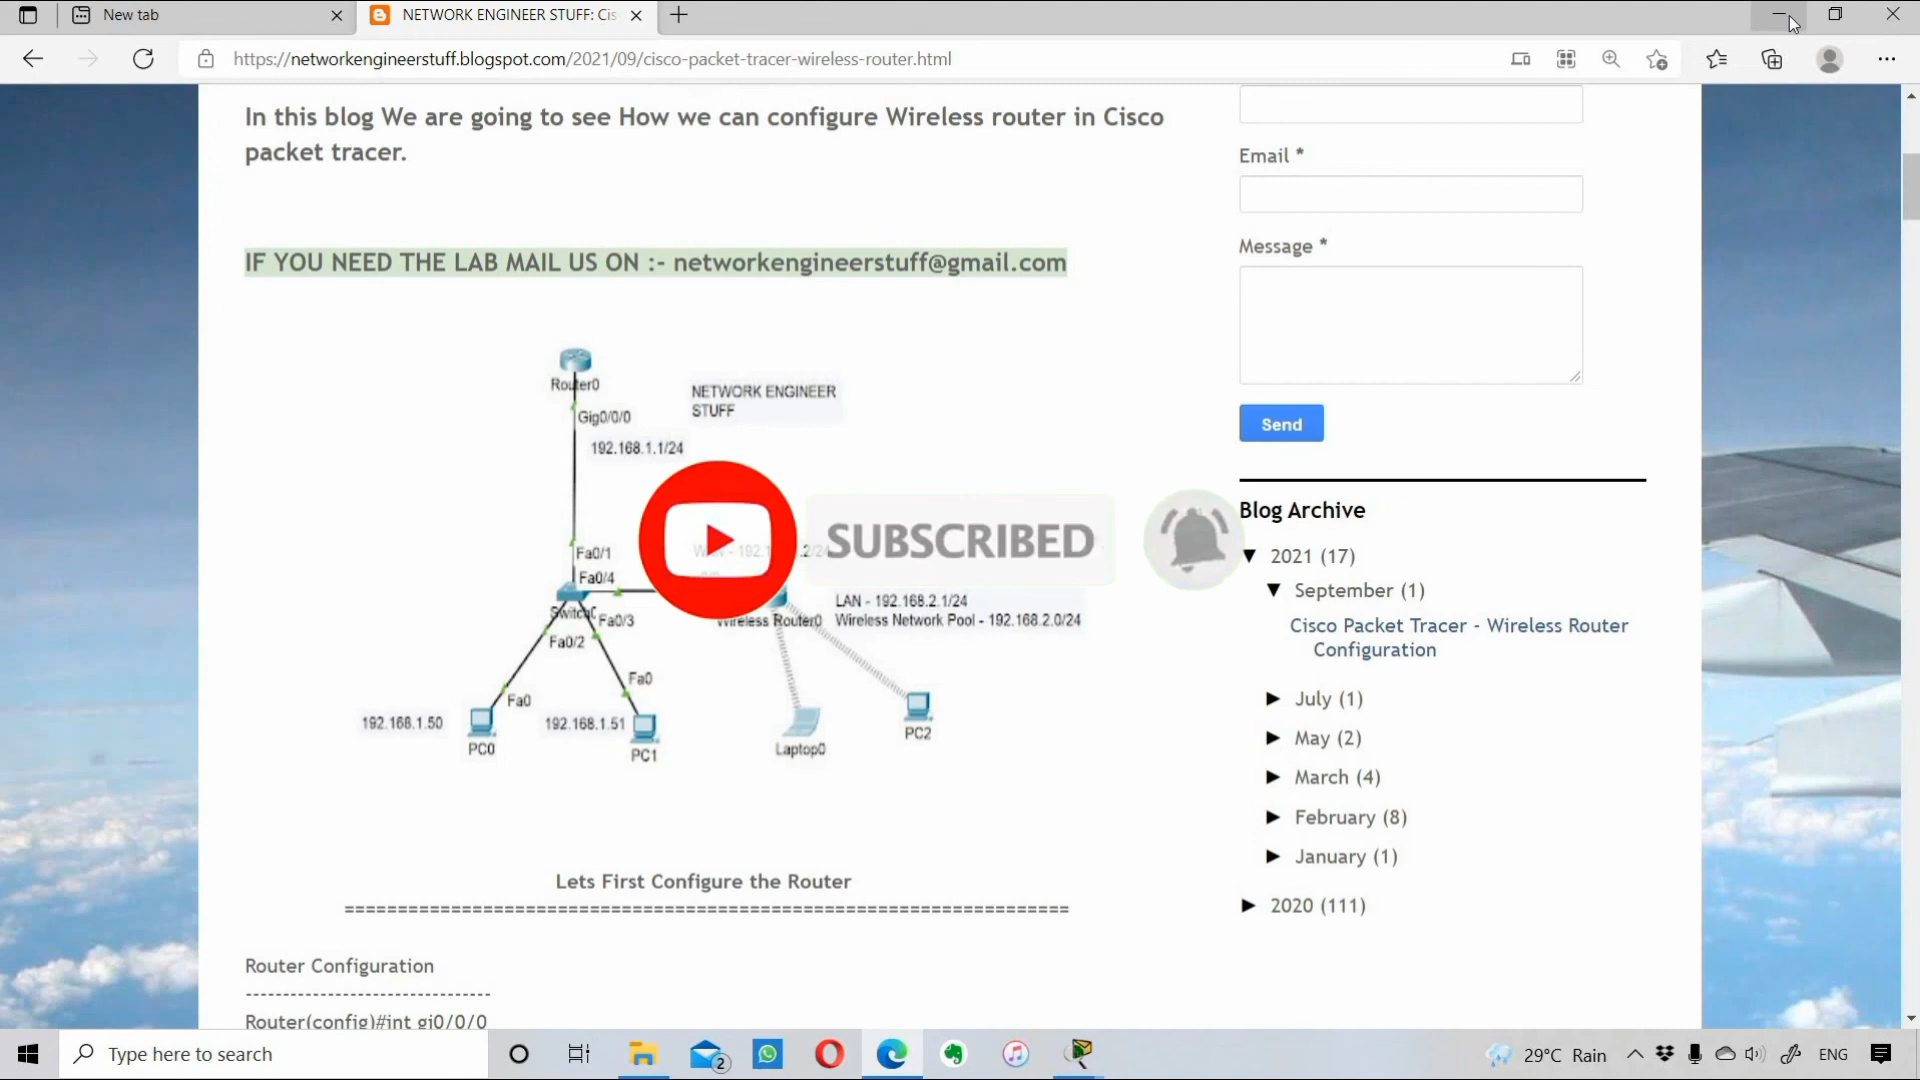 New tab
NETWORK ENGINEER STUFF: Cis
https://networkengineerstuff.blogspot.com/2021/09/cisco-packet-tracer-wireless-router.html
In this blog We are going to see How we can configure Wireless router in Cisco
packet tracer.
IF YOU NEED THE LAB MAIL US ON :- networkengineerstuff@gmail.com
Router0
NETWORK ENGINEER
STUFF
Gig0/0/0
192.168.1.1/24
Fa0/1
Fa0/4
Fa0/3
Fa0/2
Wireless Router0
LAN - 192.168.2.1/24
Wireless Network Pool - 192.168.2.0/24
Fa0
Fa0
192.168.1.50
PC0
192.168.1.51
PC1
Laptop0
PC2
SUBSCRIBED
Lets First Configure the Router
====================================================================
Router Configuration
--------------------------------
Router(config)#int gi0/0/0
Email *
Message *
Send
Blog Archive
▼ 2021 (17)
▼ September (1)
Cisco Packet Tracer - Wireless Router
Configuration
► July (1)
► May (2)
► March (4)
► February (8)
► January (1)
► 2020 (111)
Type here to search
2
29°C Rain
ENG